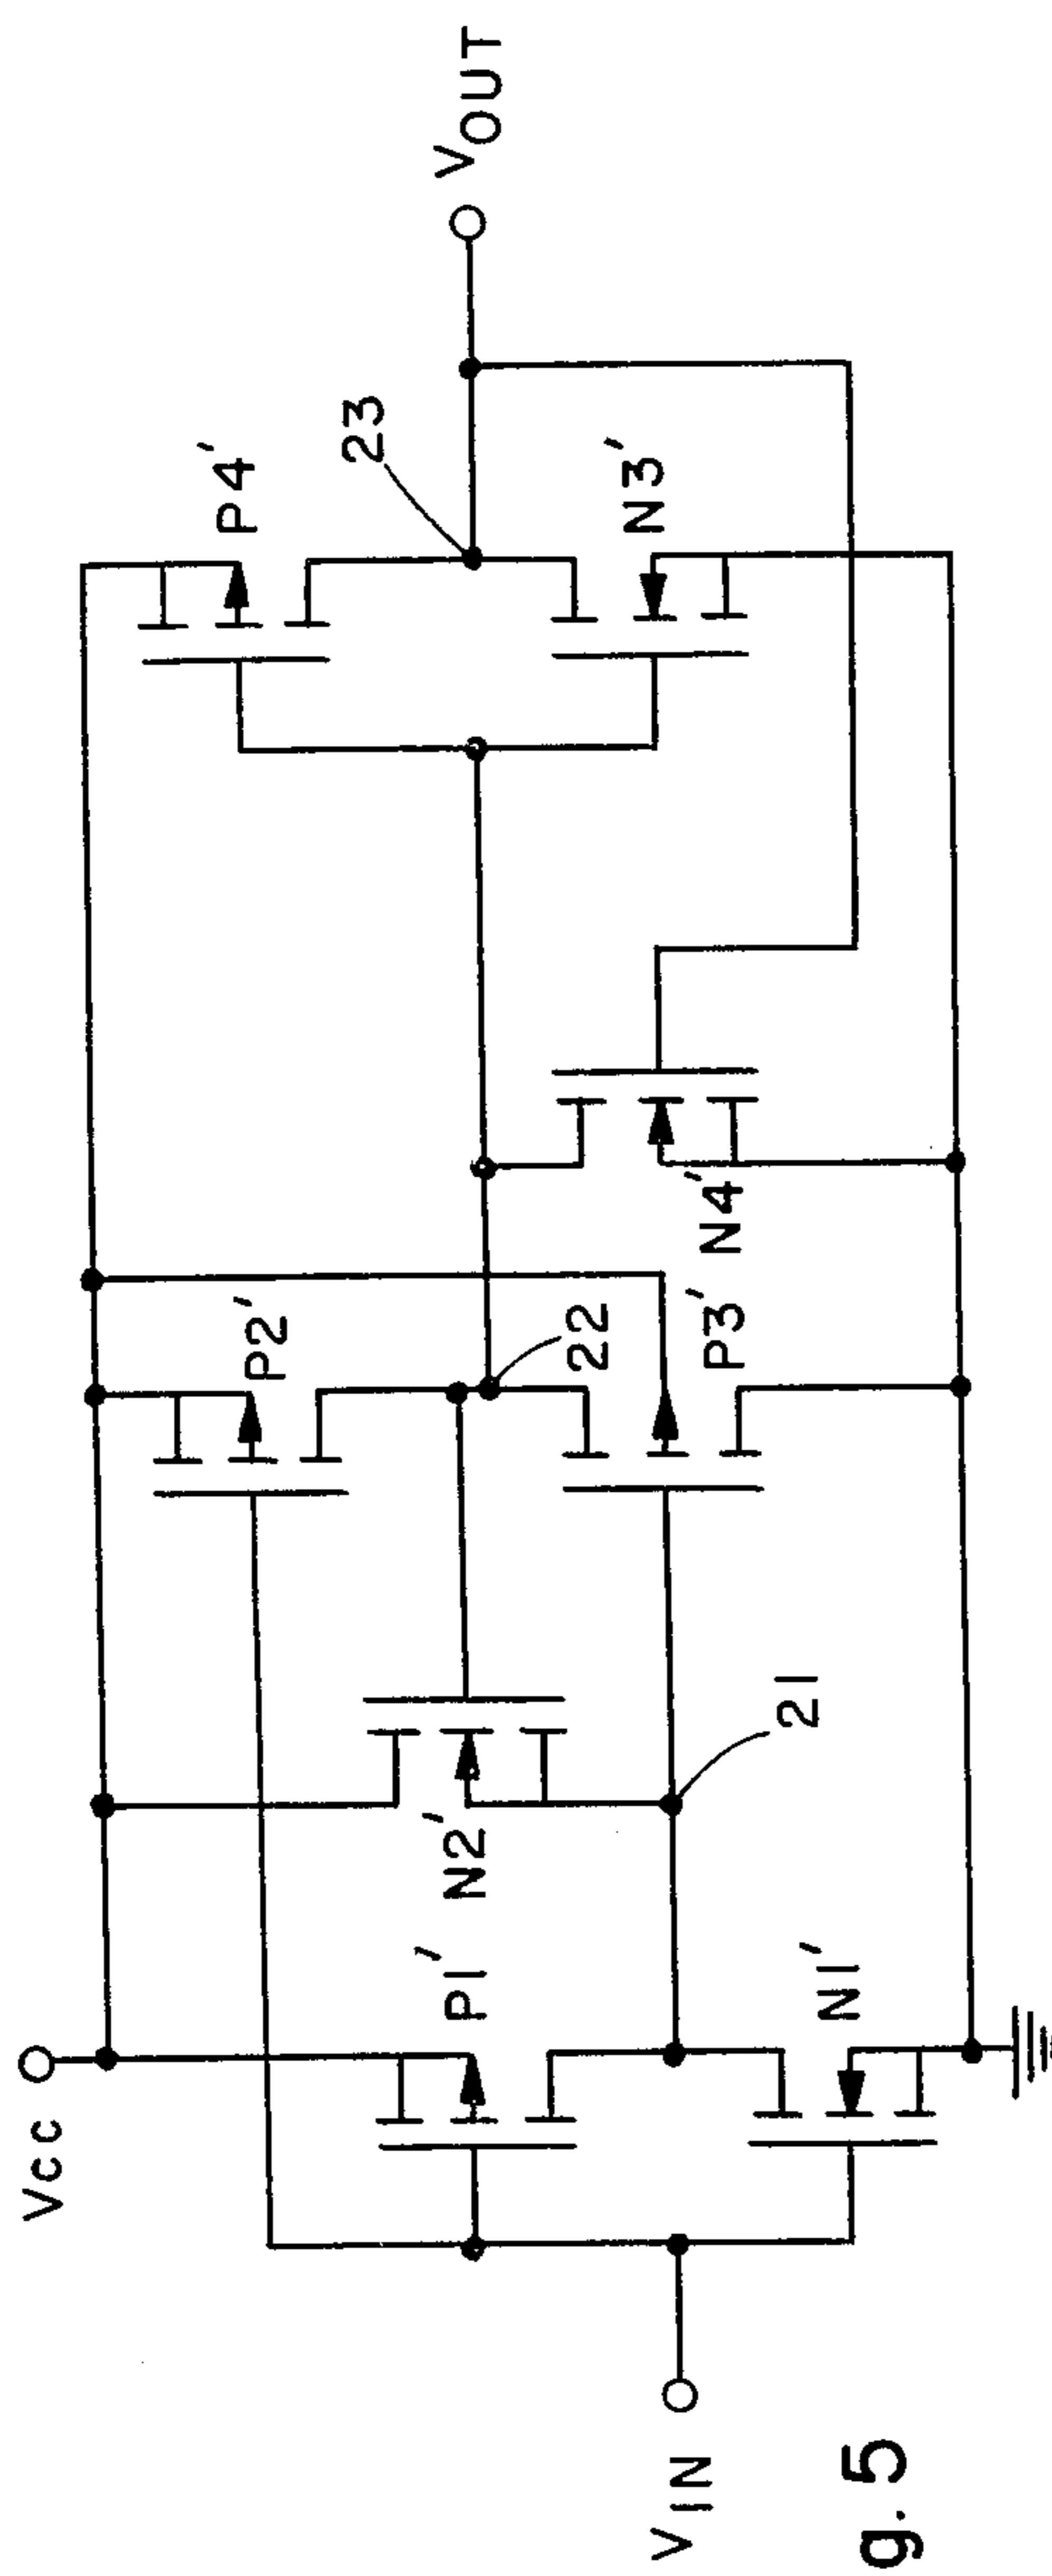 Vcc
VIN
P1'
N1'
N2'
21
P2'
22
P3'
N4'
P4'
23
N3'
VOUT
g. 5